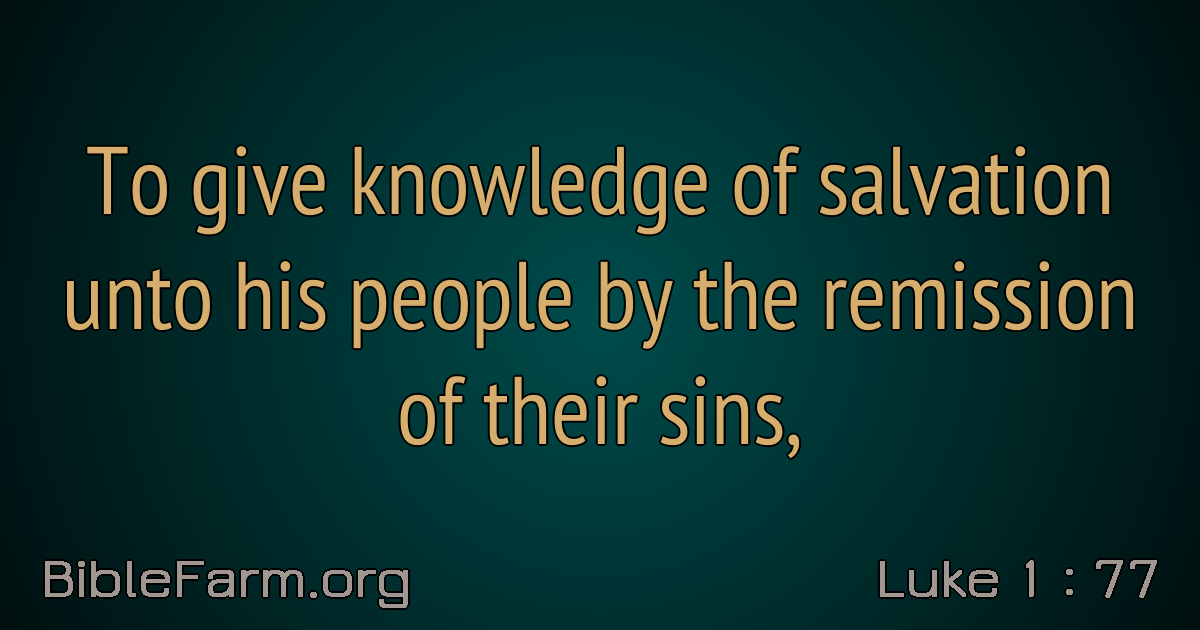 To give knowledge of salvation
unto his people by the remission
of their sins,
BibleFarm.org
Luke 1 : 77